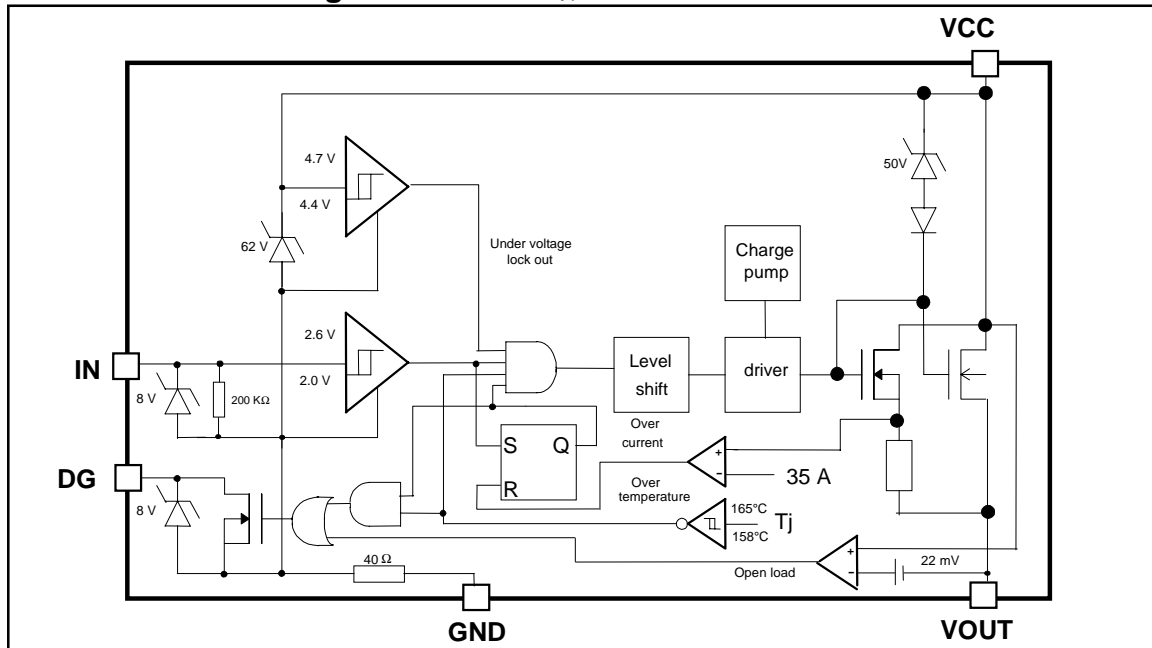 VCC
4.7 V
4.4 V
50V
62 V
Under voltage
lock out
Charge
pump
2.6 V
2.0 V
IN
8 V
200 KΩ
Level
shift
driver
Over
current
S Q
R
+
-
35 A
DG
8 V
Over
temperature
165°C
158°C
Tj
40 Ω
Open load
+
-
22 mV
GND
VOUT